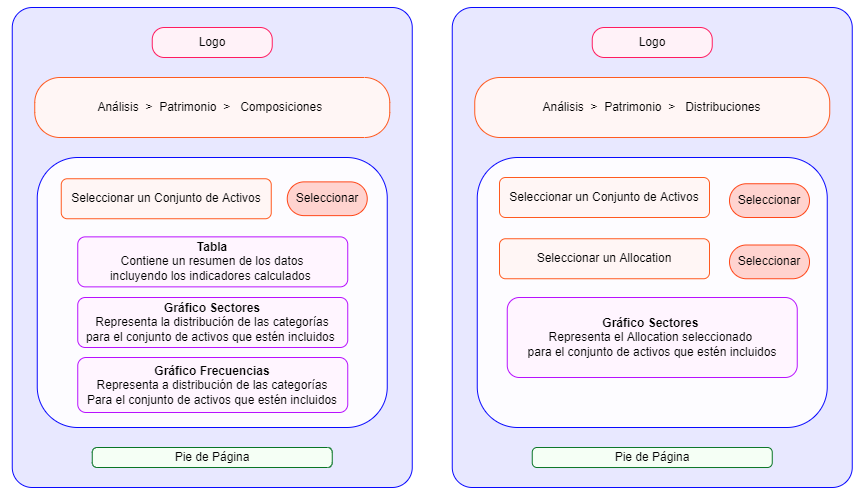 Logo
Análisis > Patrimonio > Composiciones
Seleccionar un Conjunto de Activos
Seleccionar
Tabla
Contiene un resumen de los datos
incluyendo los indicadores calculados
Gráfico Sectores
Representa la distribución de las categorías
para el conjunto de activos que estén incluidos
Gráfico Frecuencias
Representa a distribución de las categorías
Para el conjunto de activos que estén incluidos
Pie de Página
Logo
Análisis > Patrimonio > Distribuciones
Seleccionar un Conjunto de Activos
Seleccionar
Seleccionar un Allocation
Seleccionar
Gráfico Sectores
Representa el Allocation seleccionado
para el conjunto de activos que estén incluidos
Pie de Página